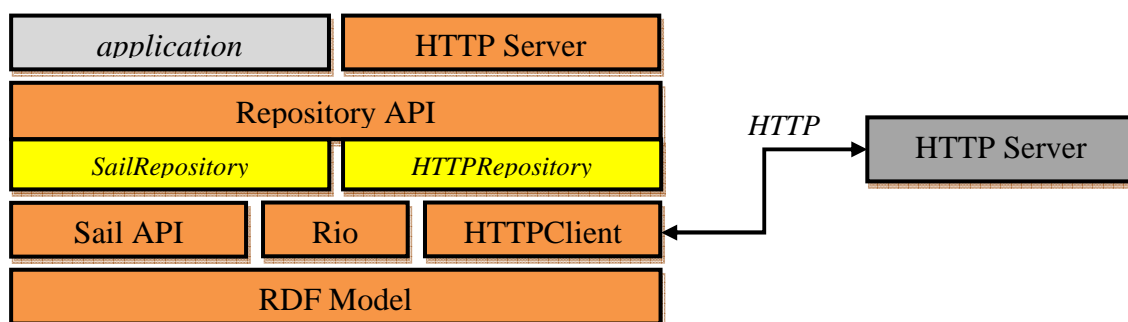 application
HTTP Server
Repository API
HTTP
HTTP Server
SailRepository
HTTPRepository
Sail API
Rio
HTTPClient
RDF Model